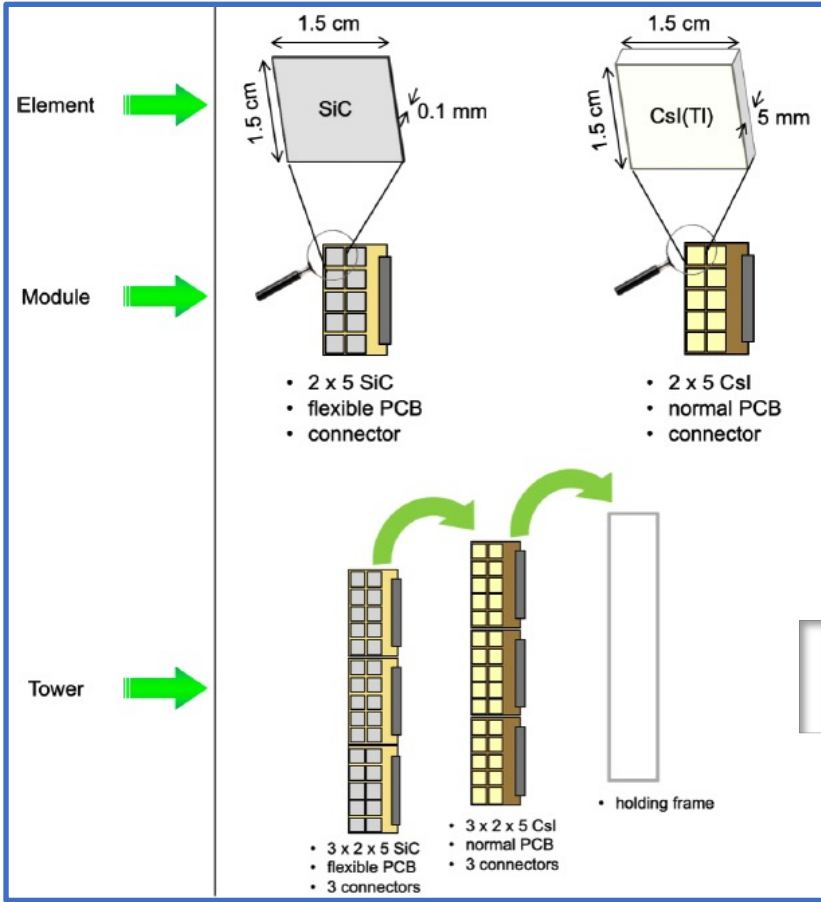 1.5 cm
1.5 cm
Element
1.5 cm
SiC
0.1 mm
1.5 cm
CsI(Tl)
5 mm
Module
• 2 x 5 SiC
• flexible PCB
• connector
• 2 x 5 CsI
• normal PCB
• connector
Tower
• holding frame
• 3 x 2 x 5 SiC
• flexible PCB
• 3 connectors
• 3 x 2 x 5 CsI
• normal PCB
• 3 connectors